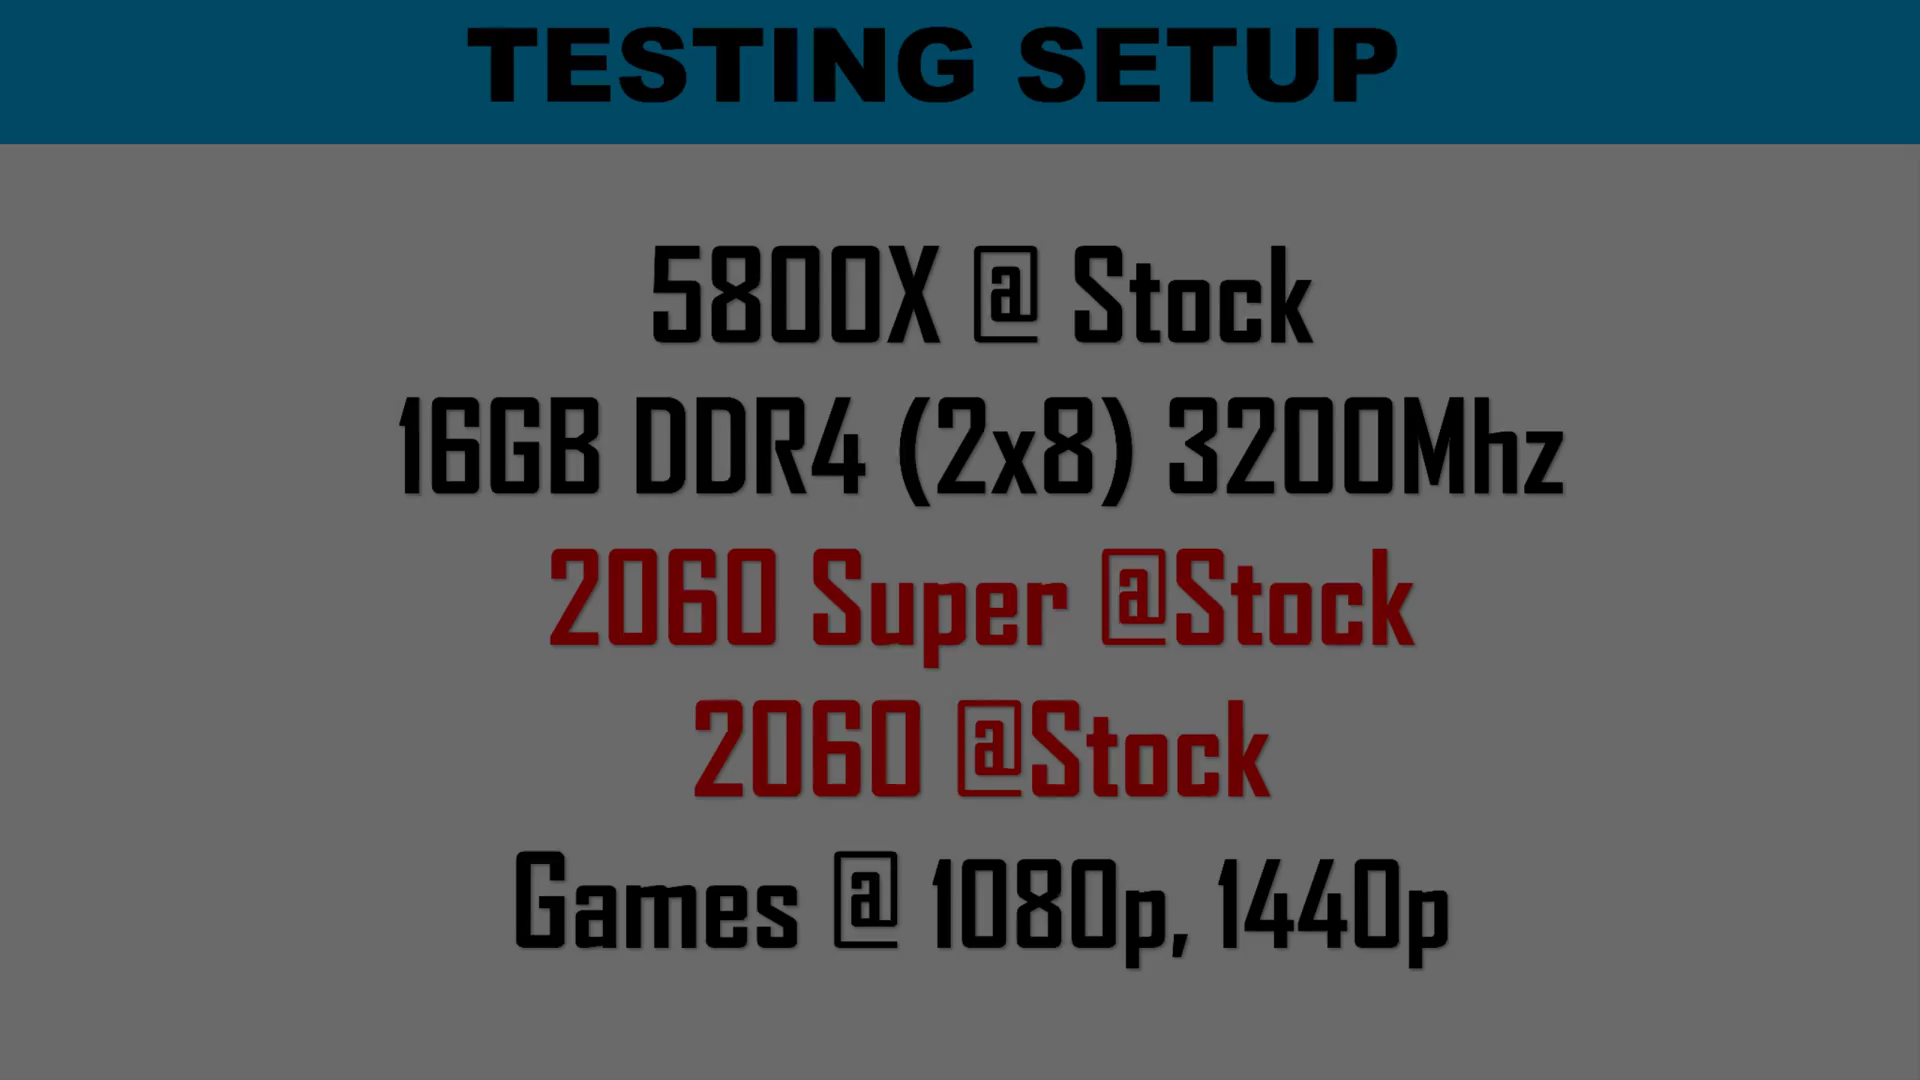 TESTING SETUP
5800X @ Stock
16GB DDR4 (2x8) 3200Mhz
2060 Super @Stock
2060 @Stock
Games @ 1080p, 1440p